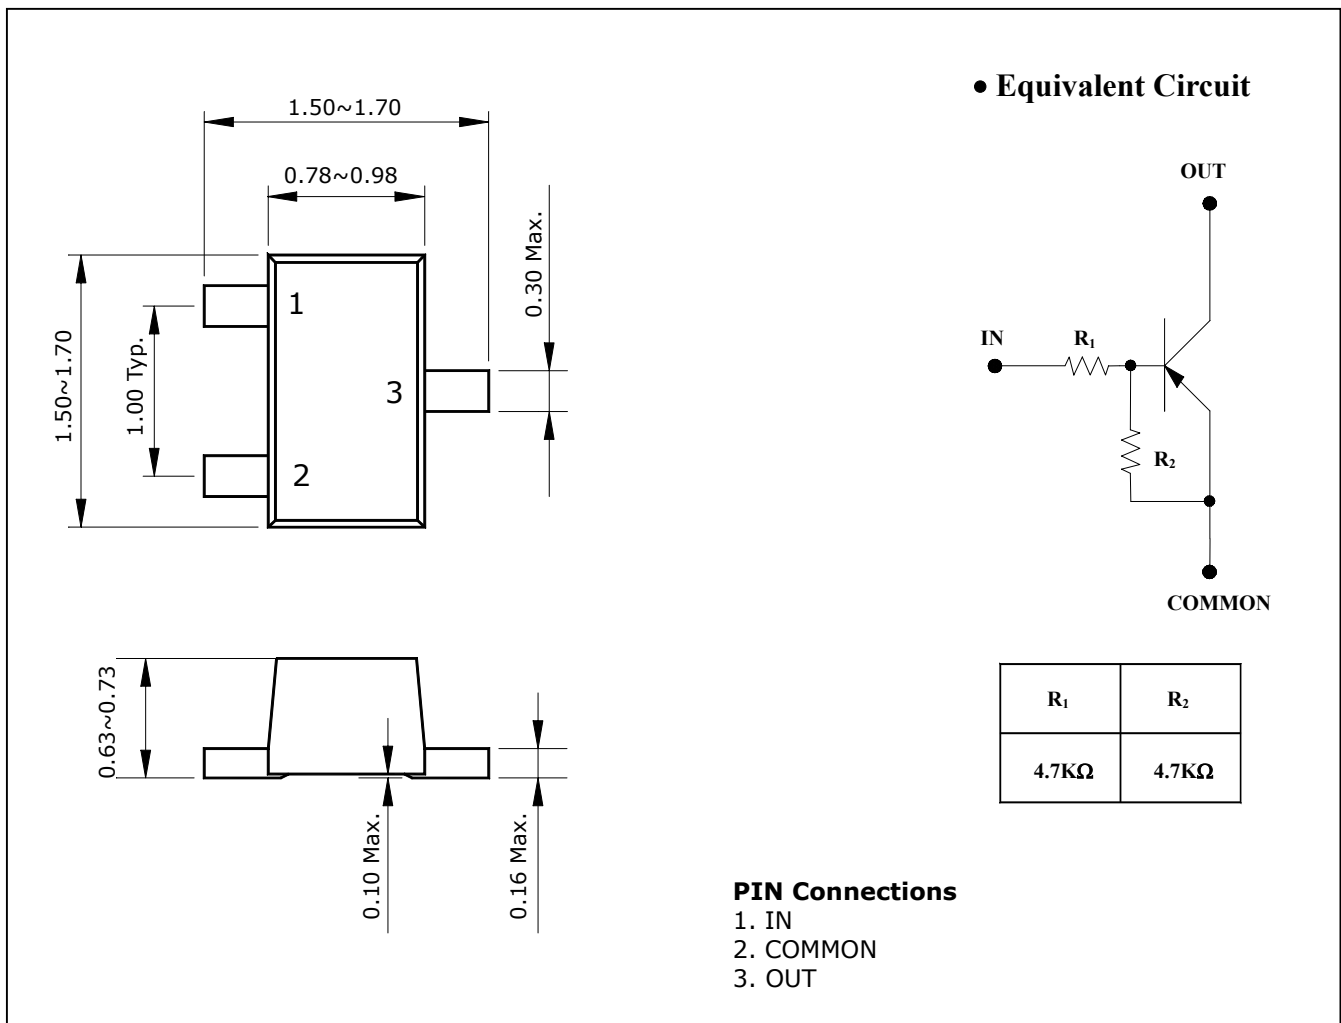 ● Equivalent Circuit
1.50~1.70
0.78~0.98
0.30 Max.
1.50~1.70
1.00 Typ.
1
2
3
OUT
IN
R₁
R₂
COMMON
0.63~0.73
0.10 Max.
0.16 Max.
R₁ R₂
4.7KΩ 4.7KΩ
PIN Connections
1. IN
2. COMMON
3. OUT